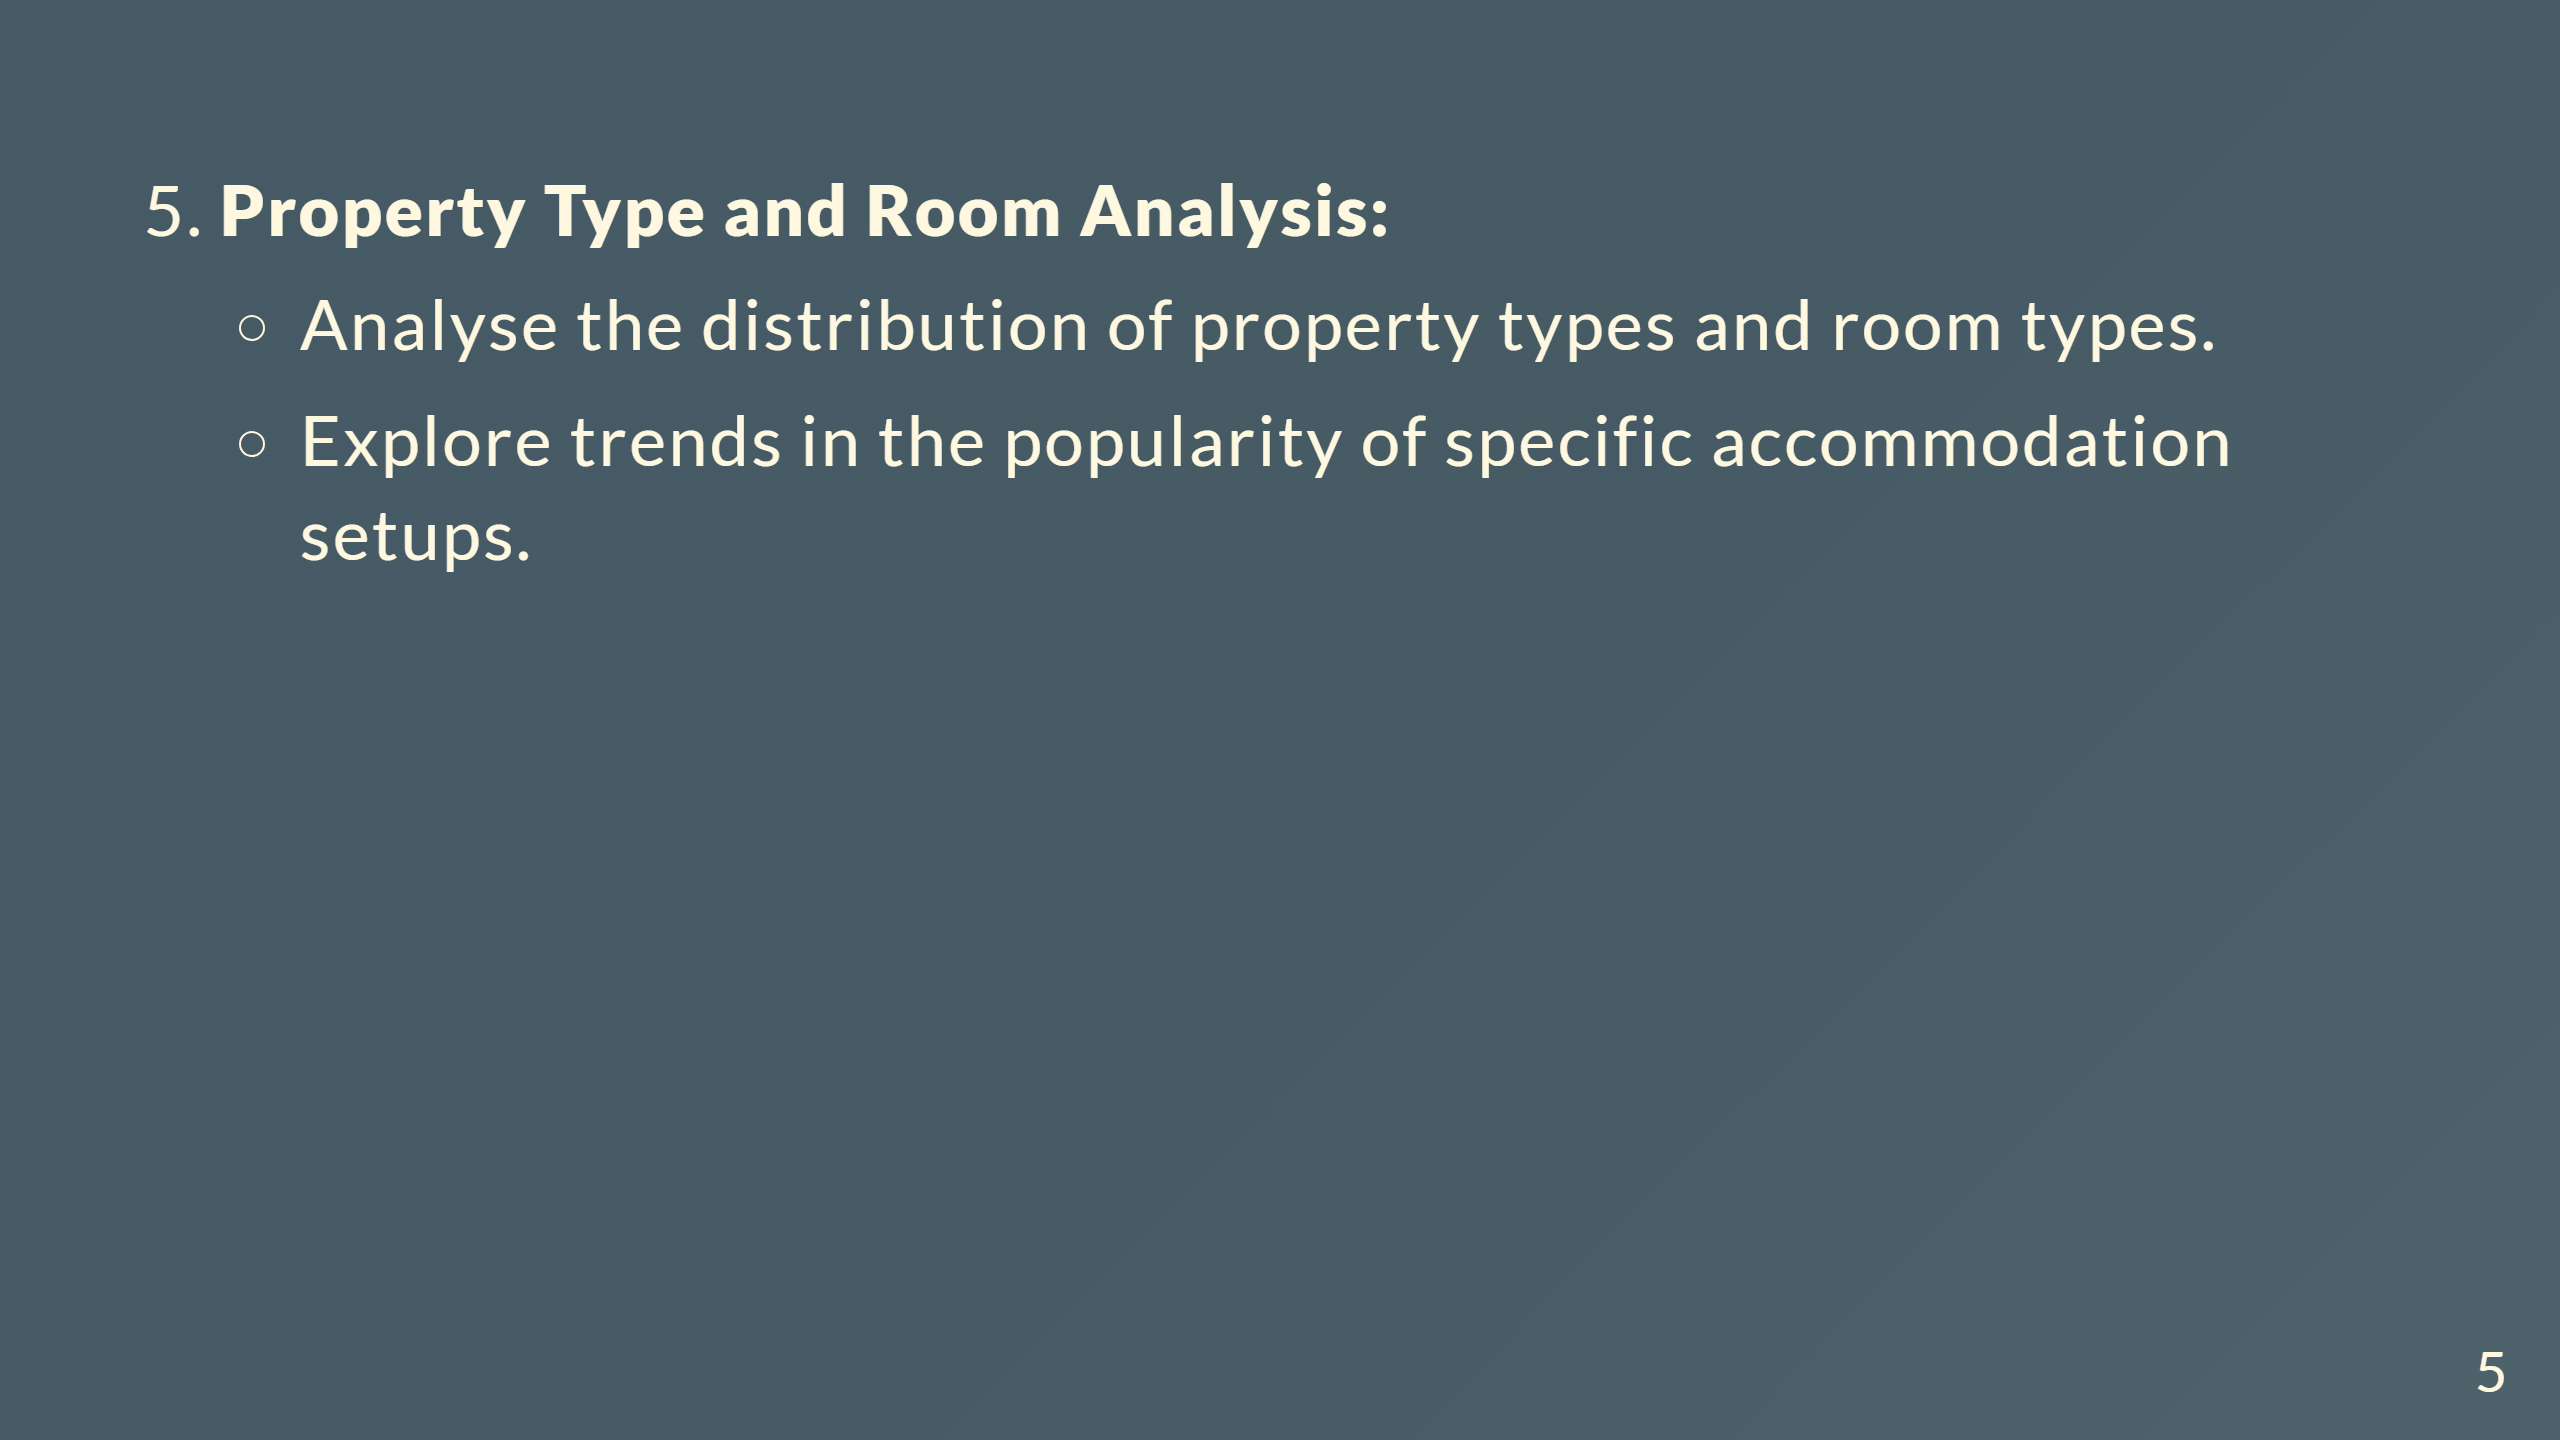 5. Property Type and Room Analysis:
○ Analyse the distribution of property types and room types.
○ Explore trends in the popularity of specific accommodation
setups.
5